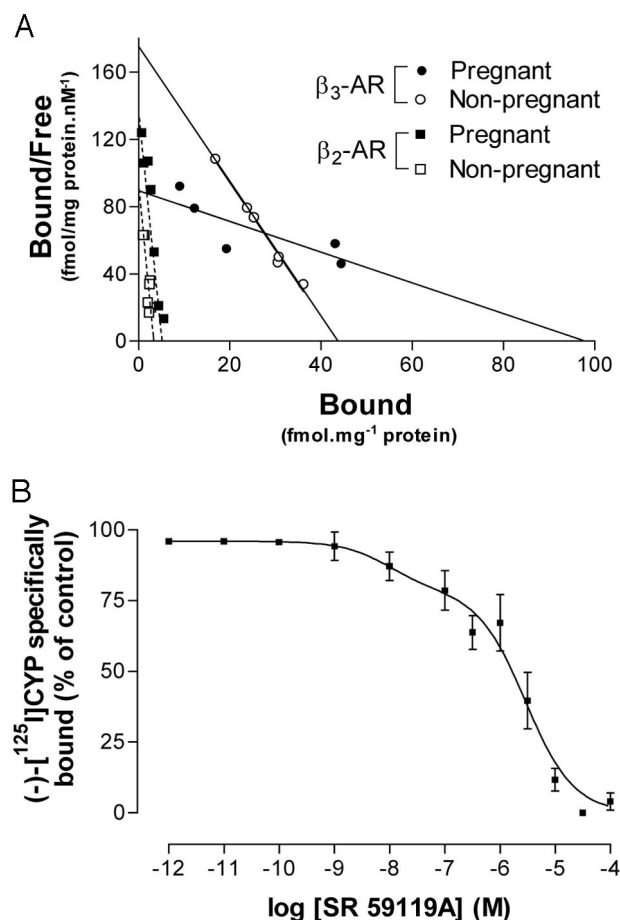 A
Bound/Free
(fmol/mg protein.nM-1)
160
120
80
40
0
β3-AR
Pregnant
Non-pregnant
β2-AR
Pregnant
Non-pregnant
0 20 40 60 80 100
Bound
(fmol.mg-1 protein)
B
(-)-[125I]CYP specifically
bound (% of control)
100
75
50
25
0
-12 -11 -10 -9 -8 -7 -6 -5 -4
log [SR 59119A] (M)